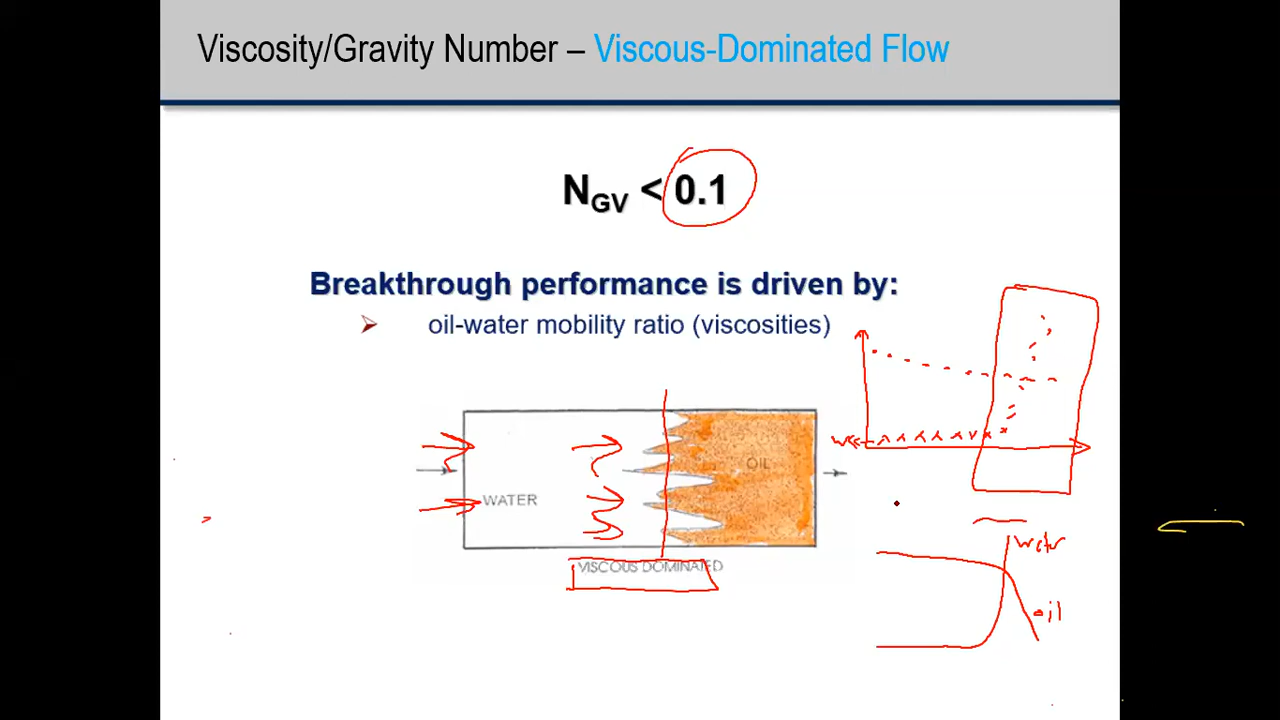 Viscosity/Gravity Number – Viscous-Dominated Flow
N_GV < 0.1
Breakthrough performance is driven by:
oil-water mobility ratio (viscosities)
OIL
WATER
VISCOUS DOMINATED
water
oil